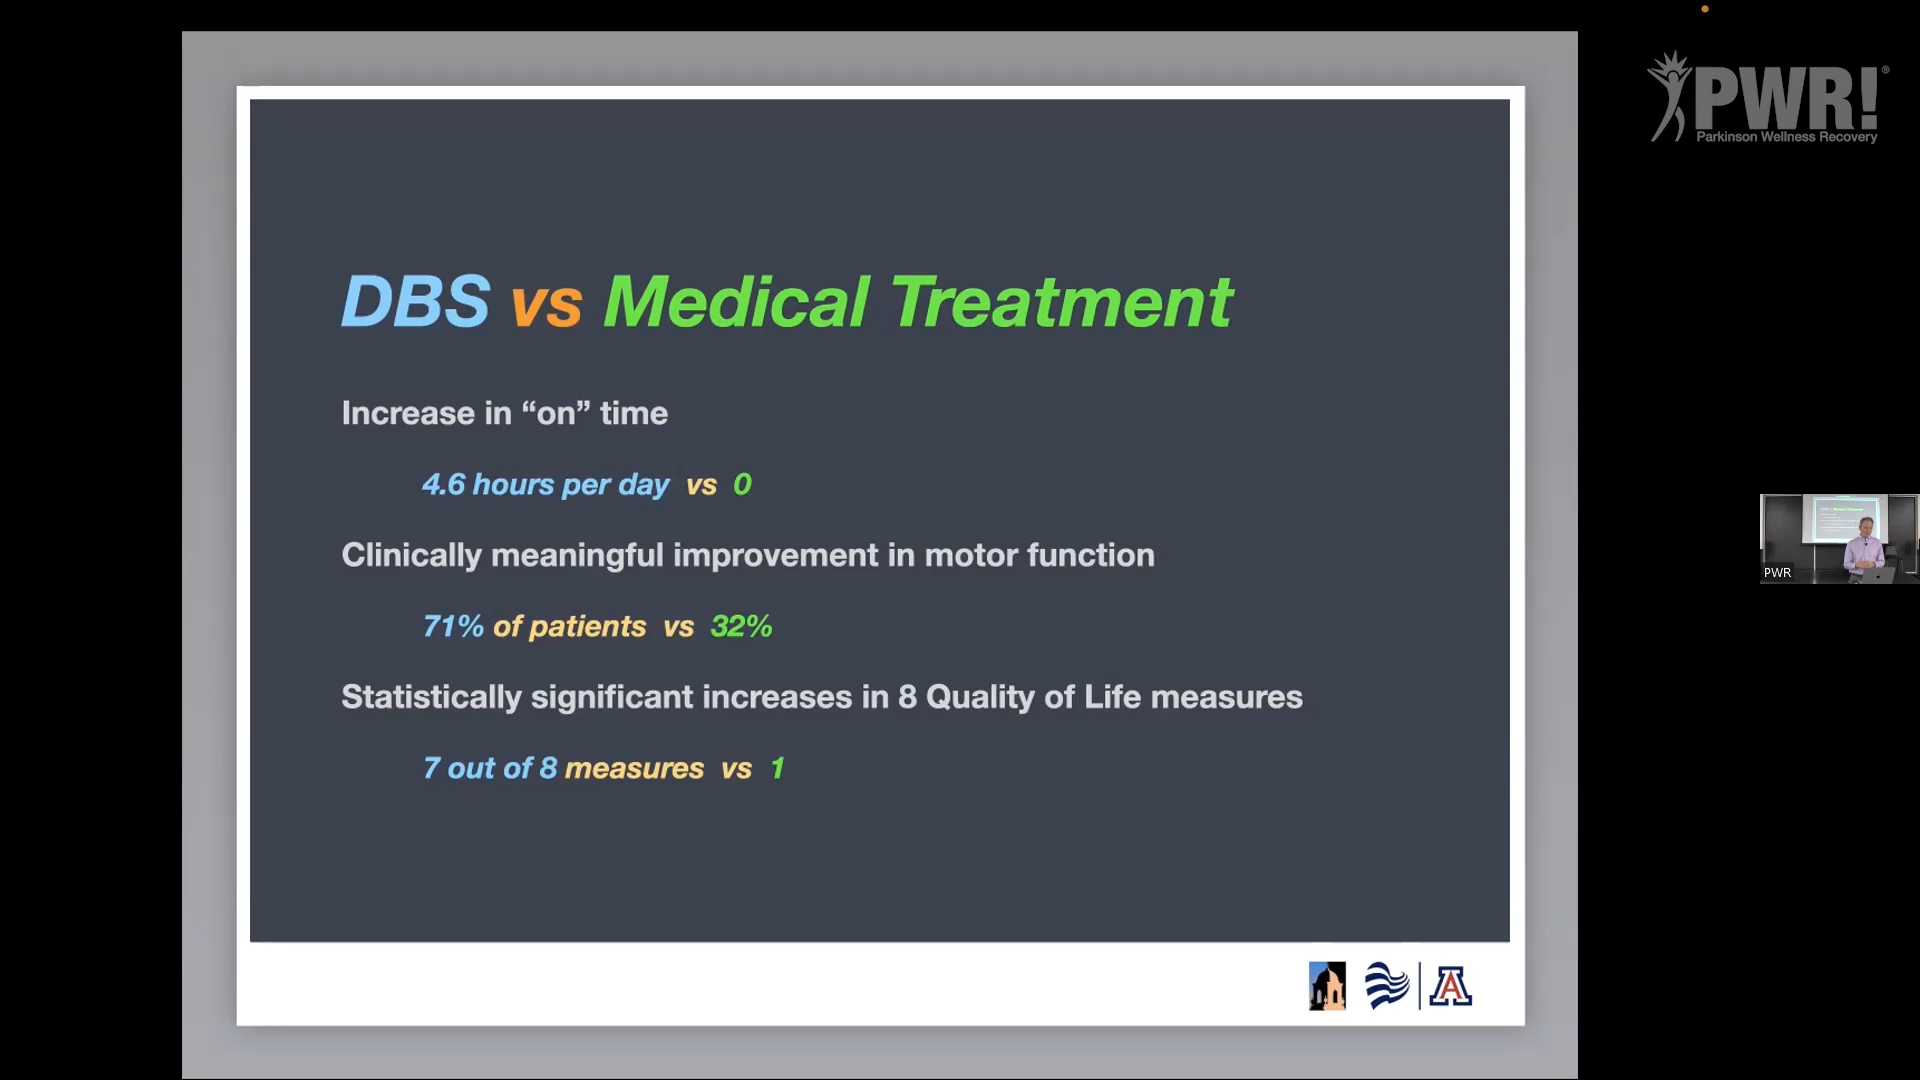 PWR!®
Parkinson Wellness Recovery
DBS vs Medical Treatment
Increase in “on” time
4.6 hours per day vs 0
Clinically meaningful improvement in motor function
71% of patients vs 32%
Statistically significant increases in 8 Quality of Life measures
7 out of 8 measures vs 1
PWR
A